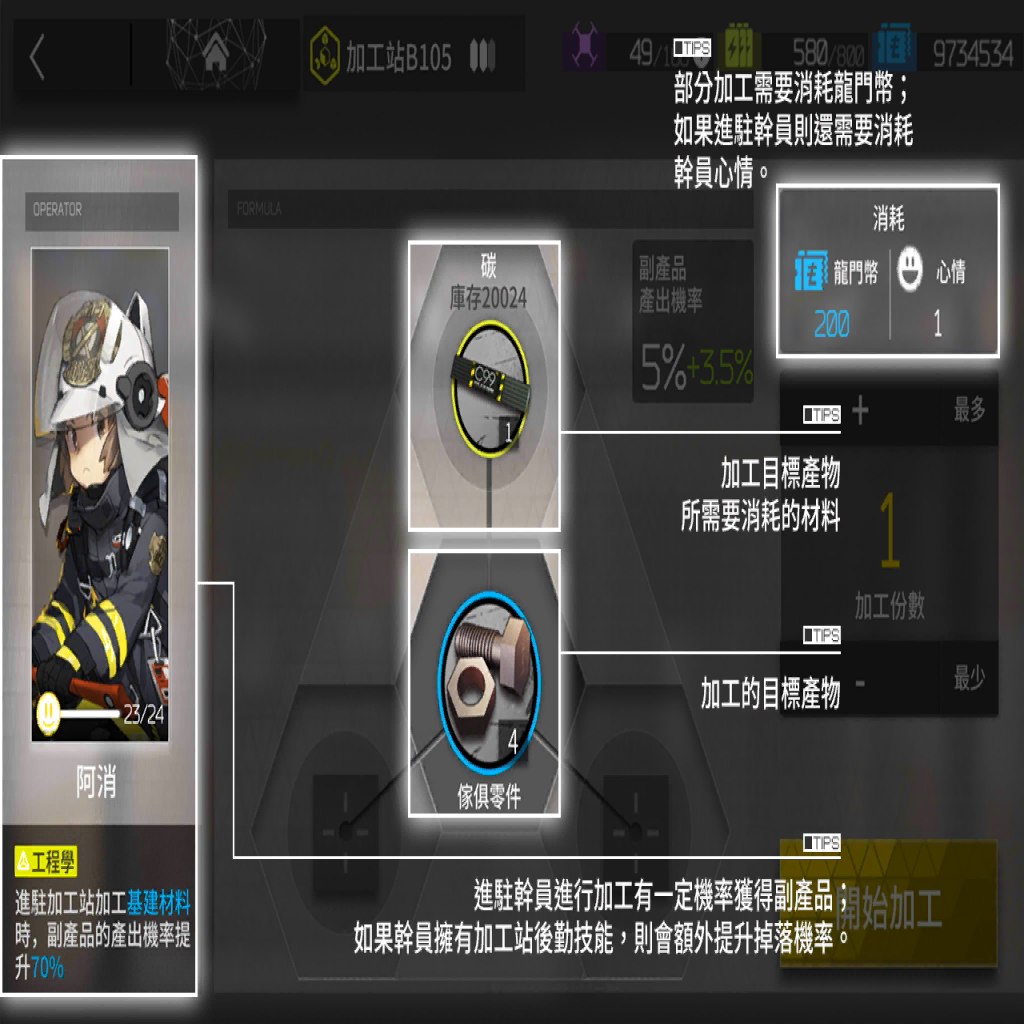 加工站B105
49/1
580/800
9734534
TIPS
部分加工需要消耗龍門幣；
如果進駐幹員則還需要消耗
幹員心情。
OPERATOR
FORMULA
消耗
龍門幣
200
心情
1
碳
庫存20024
C99
1
副產品
產出機率
5%+3.5%
TIPS
加工目標產物
所需要消耗的材料
+
最多
1
加工份數
TIPS
加工的目標產物
-
最少
4
傢俱零件
23/24
阿消
工程學
進駐加工站加工基建材料
時，副產品的產出機率提
升70%
TIPS
進駐幹員進行加工有一定機率獲得副產品；
如果幹員擁有加工站後勤技能，則會額外提升掉落機率。
開始加工